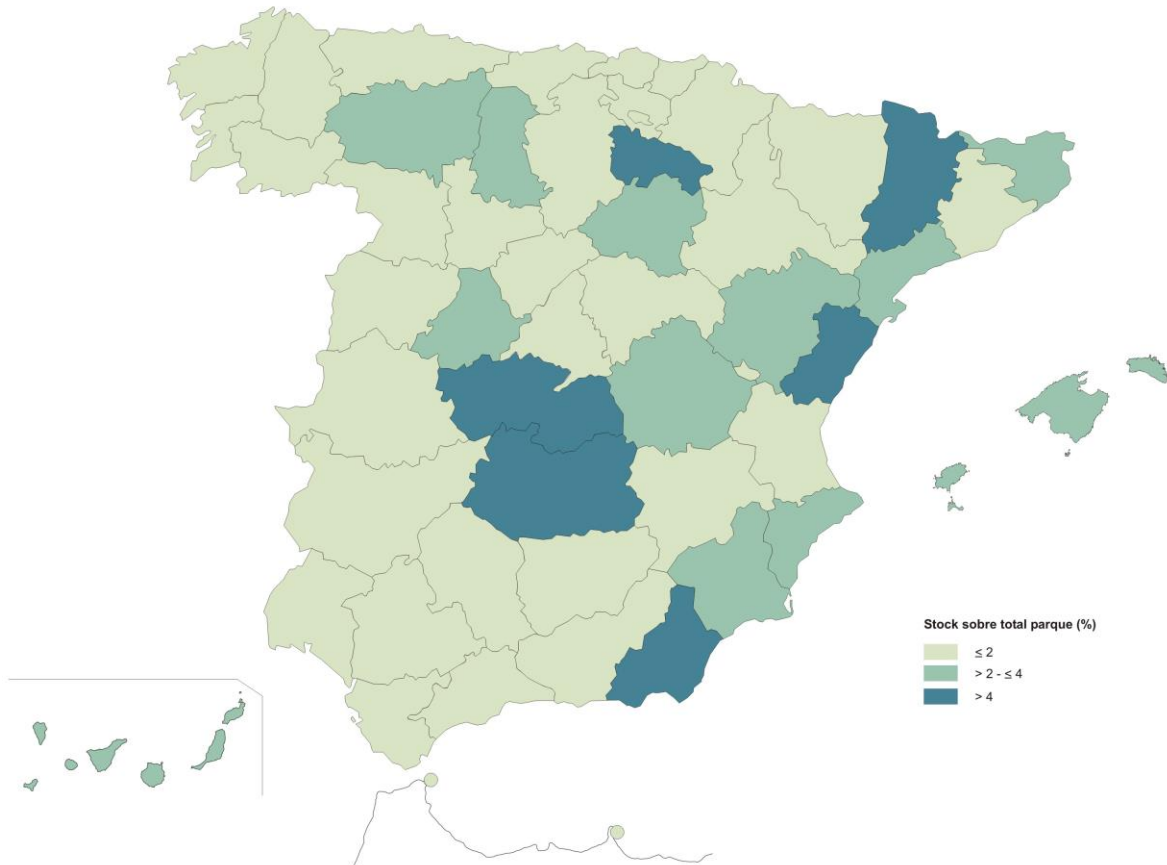 Stock sobre total parque (%)
≤ 2
> 2 - ≤ 4
> 4